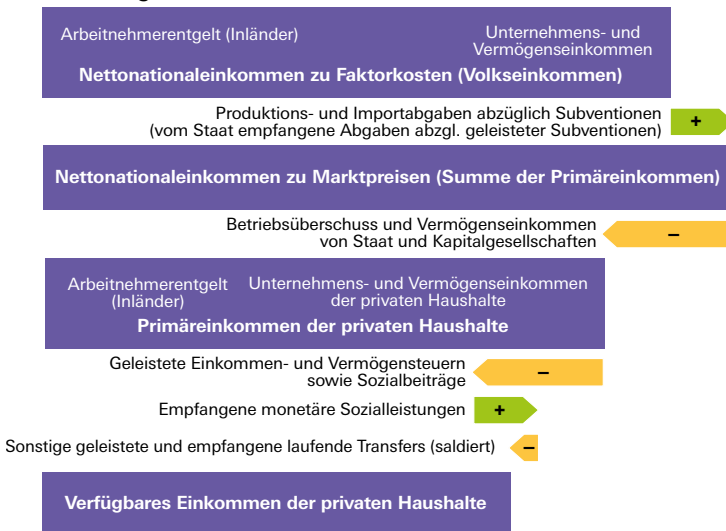 Arbeitnehmerentgelt (Inländer)
Unternehmens- und
Vermögenseinkommen
Nettonationaleinkommen zu Faktorkosten (Volkseinkommen)
Produktions- und Importabgaben abzüglich Subventionen
(vom Staat empfangene Abgaben abzgl. geleisteter Subventionen)
+
Nettonationaleinkommen zu Marktpreisen (Summe der Primäreinkommen)
Betriebsüberschuss und Vermögenseinkommen
von Staat und Kapitalgesellschaften
–
Arbeitnehmerentgelt
(Inländer)
Unternehmens- und Vermögenseinkommen
der privaten Haushalte
Primäreinkommen der privaten Haushalte
Geleistete Einkommen- und Vermögensteuern
sowie Sozialbeiträge
–
Empfangene monetäre Sozialleistungen
+
Sonstige geleistete und empfangene laufende Transfers (saldiert)
–
Verfügbares Einkommen der privaten Haushalte